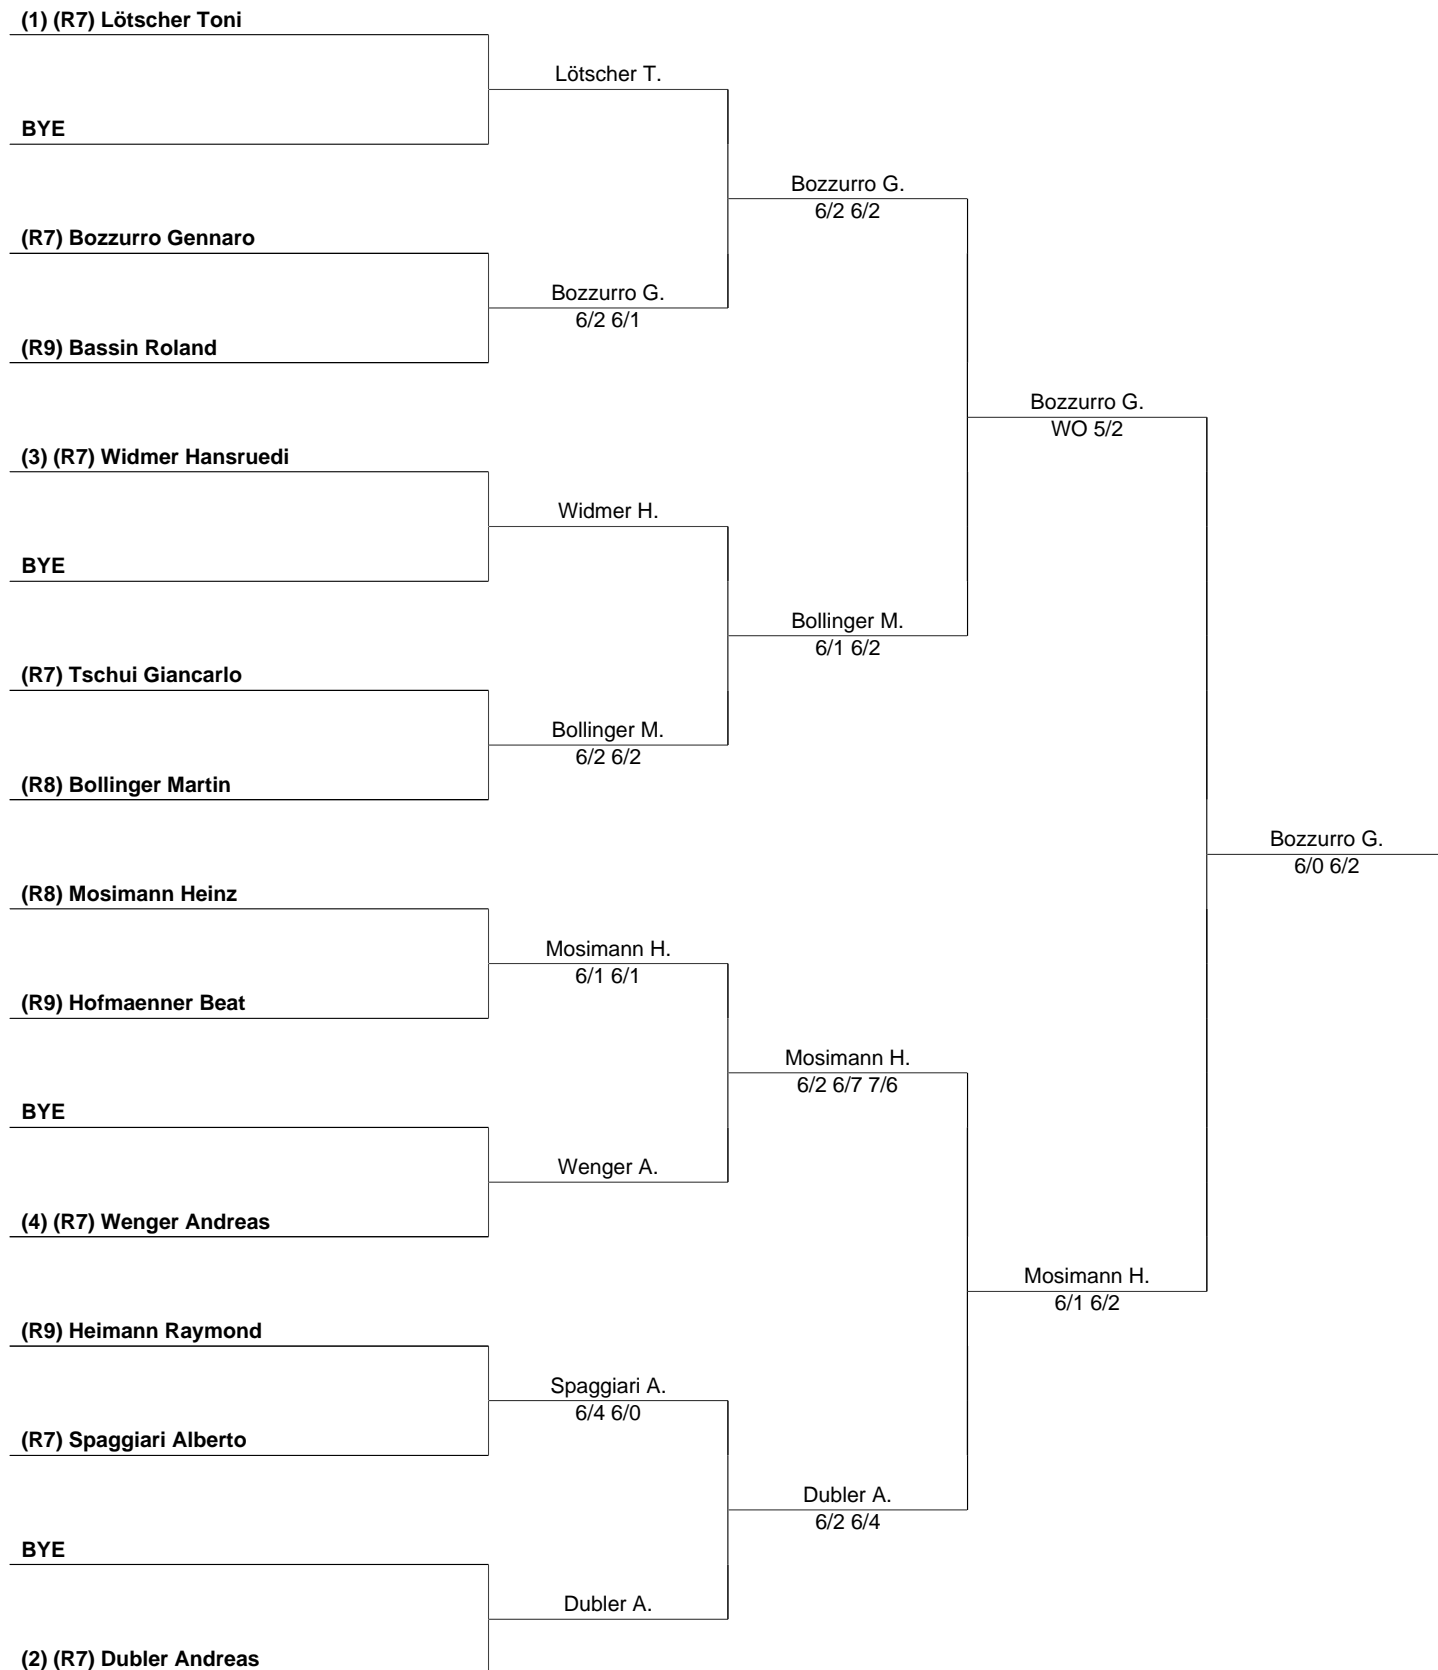 (1) (R7) Lötscher Toni
Lötscher T.
BYE
Bozzurro G.
6/2 6/2
(R7) Bozzurro Gennaro
Bozzurro G.
6/2 6/1
(R9) Bassin Roland
Bozzurro G.
WO 5/2
(3) (R7) Widmer Hansruedi
Widmer H.
BYE
Bollinger M.
6/1 6/2
(R7) Tschui Giancarlo
Bollinger M.
6/2 6/2
(R8) Bollinger Martin
Bozzurro G.
6/0 6/2
(R8) Mosimann Heinz
Mosimann H.
6/1 6/1
(R9) Hofmaenner Beat
Mosimann H.
6/2 6/7 7/6
BYE
Wenger A.
(4) (R7) Wenger Andreas
Mosimann H.
6/1 6/2
(R9) Heimann Raymond
Spaggiari A.
6/4 6/0
(R7) Spaggiari Alberto
Dubler A.
6/2 6/4
BYE
Dubler A.
(2) (R7) Dubler Andreas